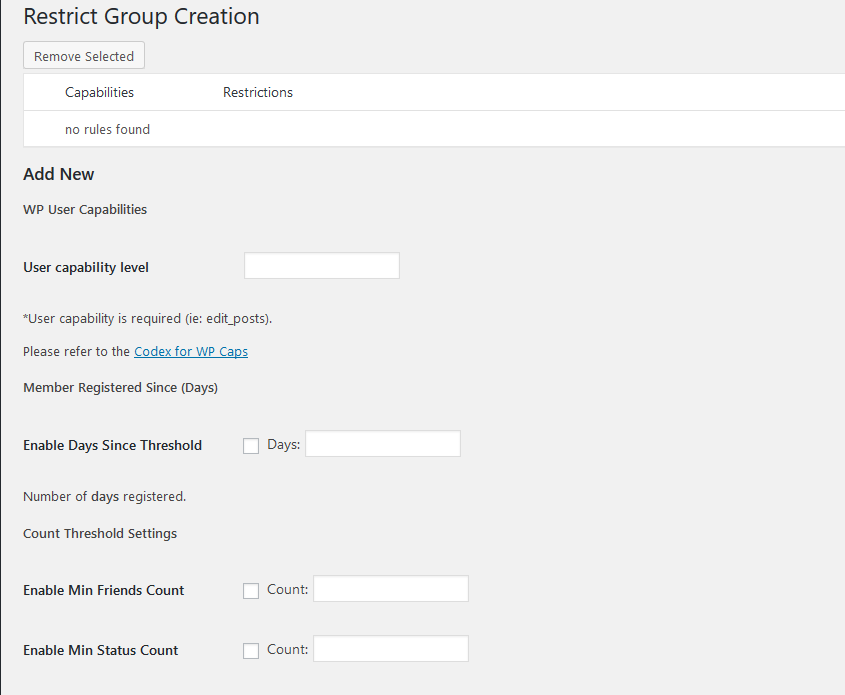 Restrict Group Creation
Remove Selected
Capabilities Restrictions
no rules found
Add New
WP User Capabilities
User capability level
*User capability is required (ie: edit_posts).
Please refer to the Codex for WP Caps
Member Registered Since (Days)
Enable Days Since Threshold Days:
Number of days registered.
Count Threshold Settings
Enable Min Friends Count Count:
Enable Min Status Count Count: